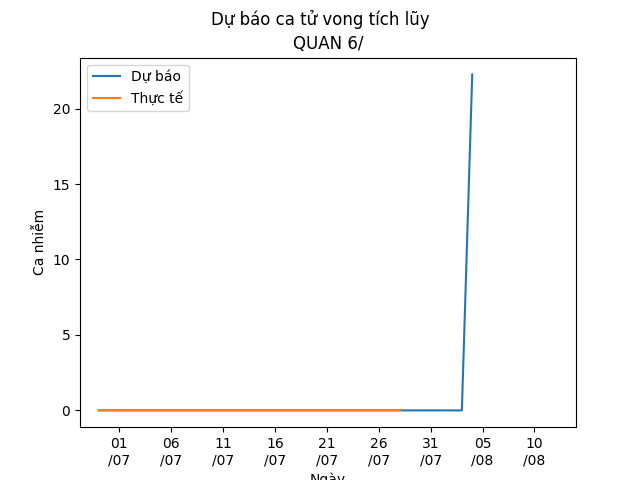 Dự báo ca tử vong tích lũy
QUAN 6/
Dự báo
Thực tế
Ca nhiễm
20
15
10
5
0
01 06 11 16 21 26 31 05 10
/07 /07 /07 /07 /07 /07 /07 /08 /08
Ngày